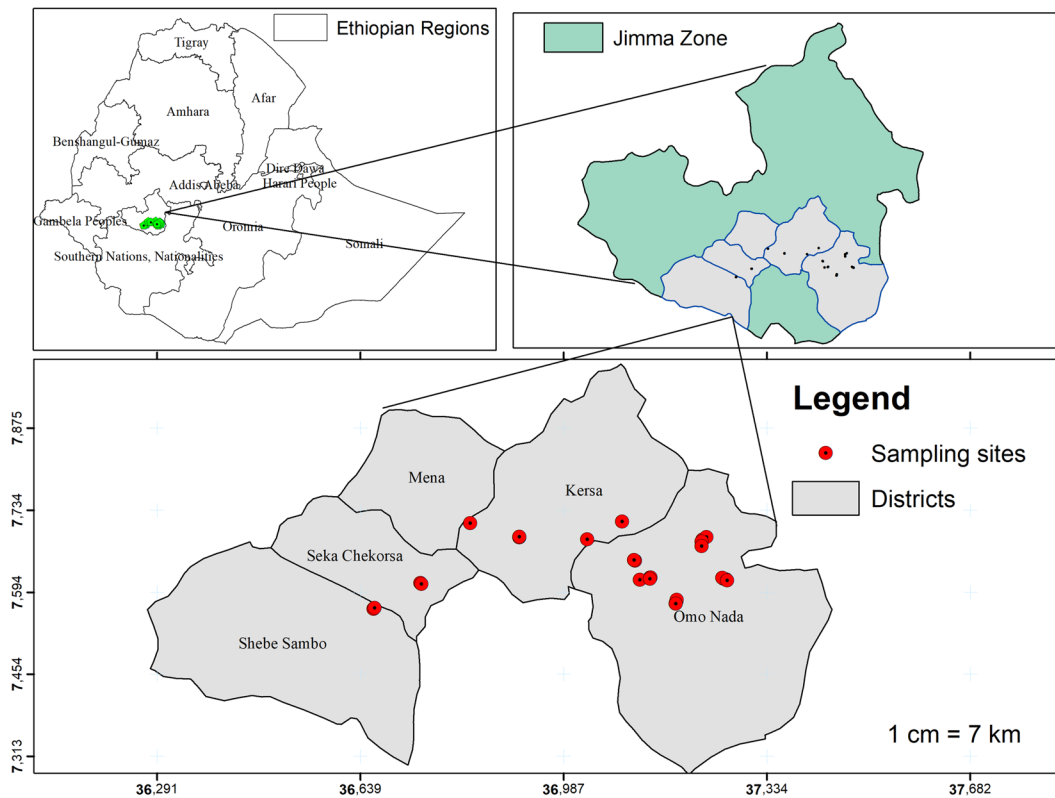 Ethiopian Regions
Tigray
Afar
Amhara
Benshangul-Gumaz
Dire Dawa
Addis Abeba
Harari People
Gambela Peoples
Oromia
Somali
Southern Nations, Nationalities
Jimma Zone
Legend
Sampling sites
Districts
Mena
Kersa
Seka Chekorsa
Shebe Sambo
Omo Nada
1 cm = 7 km
7,875
7,734
7,594
7,454
7,313
36,291
36,639
36,987
37,334
37,682